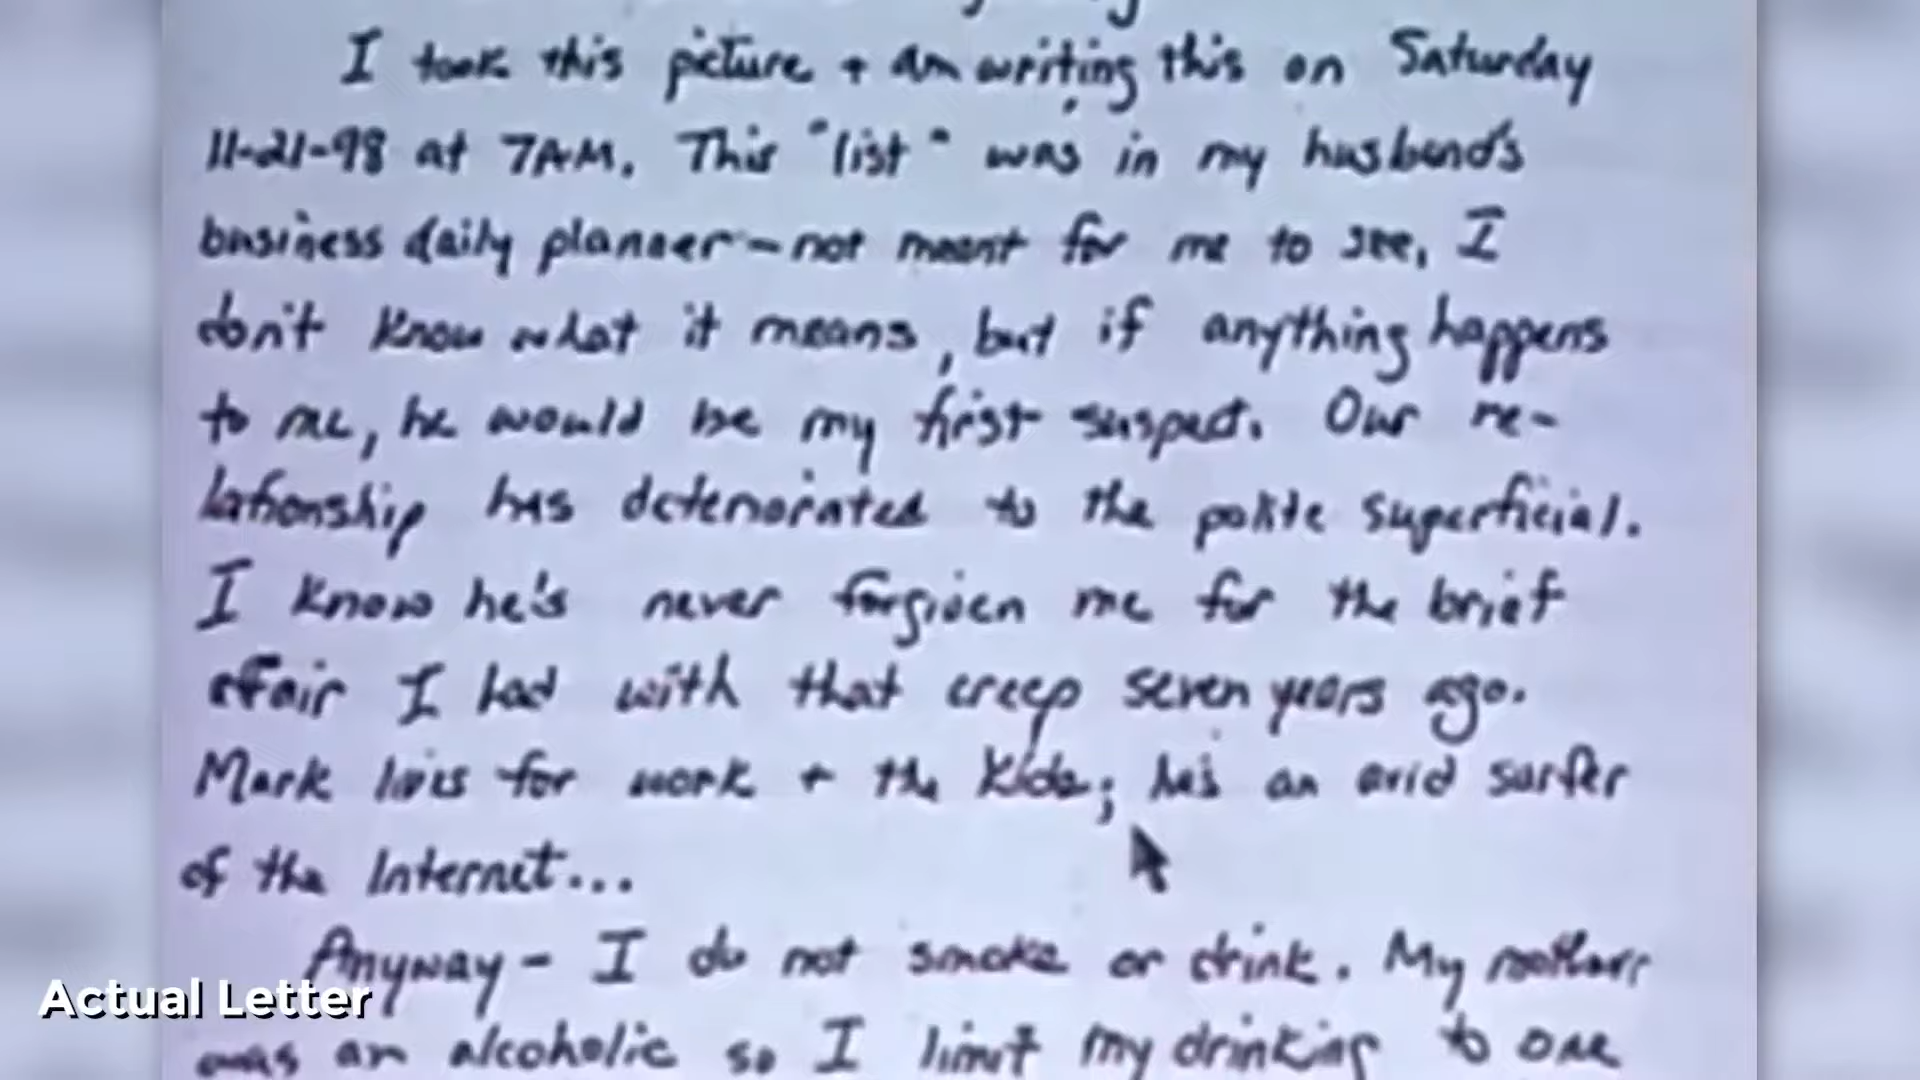 I took this picture + am writing this on Saturday
11-21-98 at 7AM. This "list" was in my husband's
business daily planner - not meant for me to see, I
don't know what it means, but if anything happens
to me, he would be my first suspect. Our re-
lationship has deteriorated to the polite superficial.
I know he's never forgiven me for the brief
affair I had with that creep seven years ago.
Mark lives for work + the kids; he's an avid surfer
of the Internet...
Anyway - I do not smoke or drink. My mother
was an alcoholic so I limit my drinking to one
Actual Letter